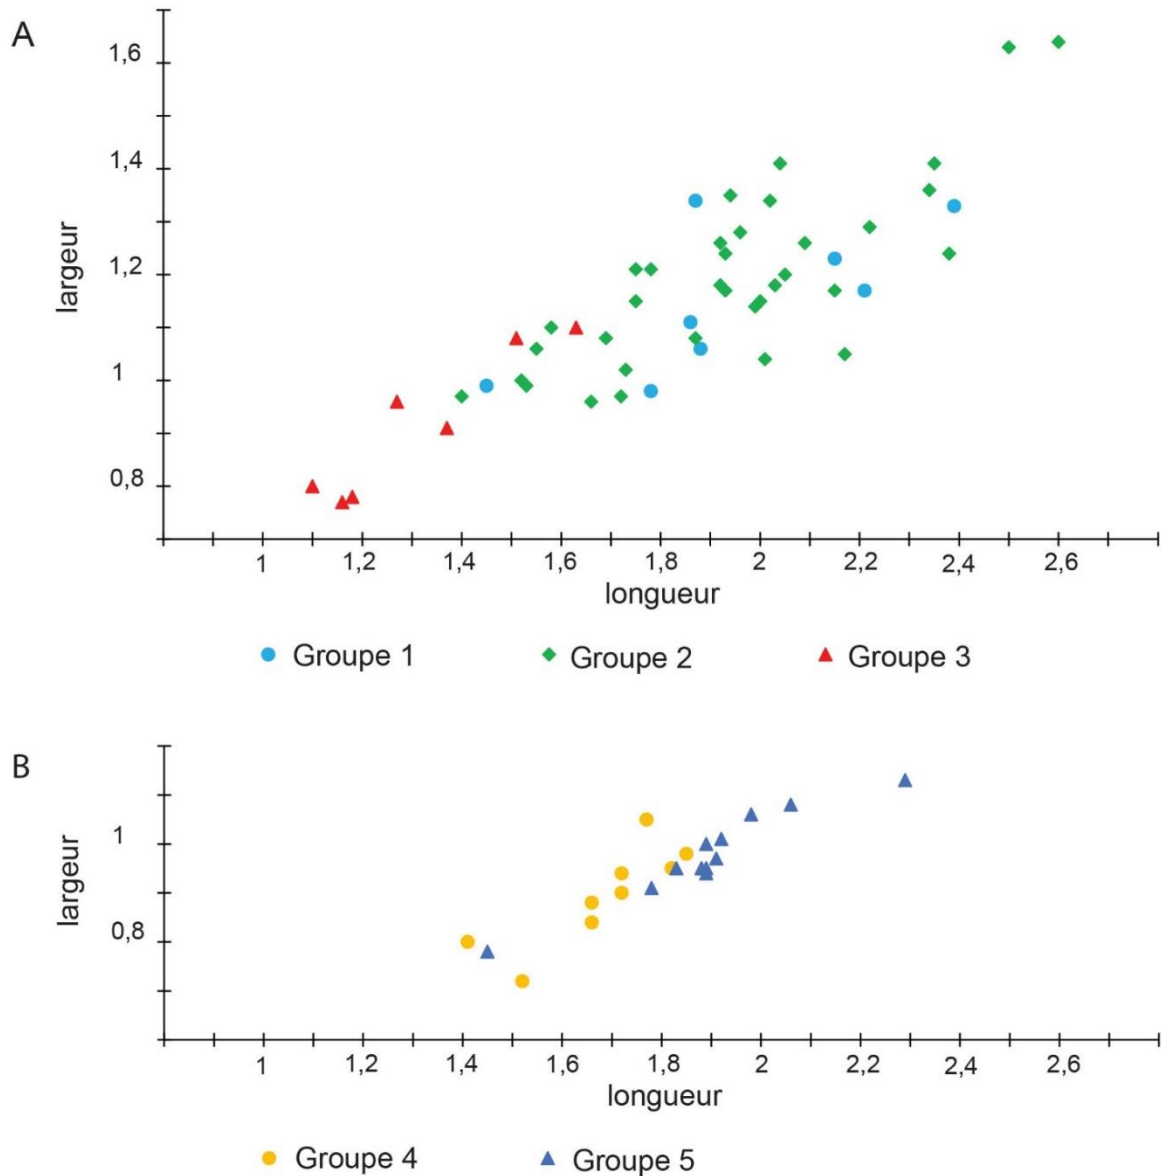 A
1,6
1,4
1,2
1
0,8
largeur
1 1,2 1,4 1,6 1,8 2 2,2 2,4 2,6
longueur
Groupe 1 Groupe 2 Groupe 3
B
1
0,8
largeur
1 1,2 1,4 1,6 1,8 2 2,2 2,4 2,6
longueur
Groupe 4 Groupe 5